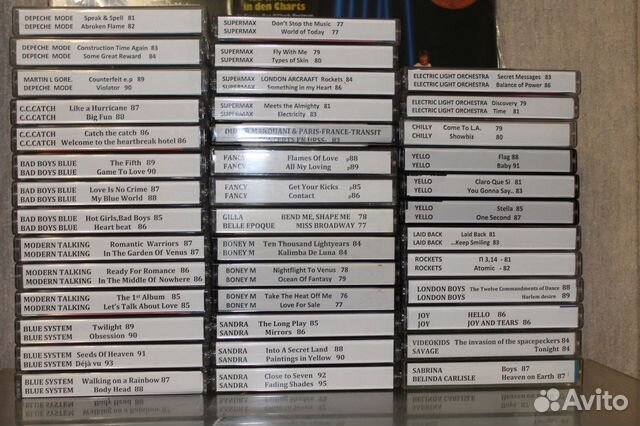 in den Charts
DEPECHE MODE Speak & Spell 81
DEPECHE MODE Abroken Flame 82
DEPECHE MODE Construction Time Again 83
DEPECHE MODE Some Great Reward 84
MARTIN L GORE. Counterfeit e.p 89
DEPECHE MODE Violator 90
C.C.CATCH Like a Hurricane 87
C.C.CATCH Big Fun 88
C.C.CATCH Catch the catch 86
C.C.CATCH Welcome to the heartbreak hotel 86
BAD BOYS BLUE The Fifth 89
BAD BOYS BLUE Game To Love 90
BAD BOYS BLUE Love Is No Crime 87
BAD BOYS BLUE My Blue World 88
BAD BOYS BLUE Hot Girls,Bad Boys 85
BAD BOYS BLUE Heart beat 86
MODERN TALKING Romantic Warriors 87
MODERN TALKING In The Garden Of Venus 87
MODERN TALKING Ready For Romance 86
MODERN TALKING In The Middle Of Nowhere 86
MODERN TALKING The 1st Album 85
MODERN TALKING Let's Talk About Love 85
BLUE SYSTEM Twilight 89
BLUE SYSTEM Obsession 90
BLUE SYSTEM Seeds Of Heaven 91
BLUE SYSTEM Déjà vu 93
BLUE SYSTEM Walking on a Rainbow 87
BLUE SYSTEM Body Head 88
SUPERMAX Don't Stop the Music 77
SUPERMAX World of Today 77
SUPERMAX Fly With Me 79
SUPERMAX Types of Skin 80
SUPERMAX LONDON ARCRAAFT Rockets 84
SUPERMAX Something in my Heart 86
SUPERMAX Meets the Almighty 81
SUPERMAX Electricity 83
DIDIER MAROUANI & PARIS-FRANCE-TRANSIT
CONCERTS EN URSS
FANCY Flames Of Love p88
FANCY All My Loving p89
FANCY Get Your Kicks p85
FANCY Contact p86
GILLA BEND ME, SHAPE ME 78
BELLE EPOQUE MISS BROADWAY 77
BONEY M Ten Thousand Lightyears 84
BONEY M Kalimba De Luna 84
BONEY M Nightflight To Venus 78
BONEY M Ocean Of Fantasy 79
BONEY M Take The Heat Off Me 76
BONEY M Love For Sale 77
SANDRA The Long Play 85
SANDRA Mirrors 86
SANDRA Into A Secret Land 88
SANDRA Paintings in Yellow 90
SANDRA Close to Seven 92
SANDRA Fading Shades 95
ELECTRIC LIGHT ORCHESTRA Secret Messages 83
ELECTRIC LIGHT ORCHESTRA Balance of Power 86
ELECTRIC LIGHT ORCHESTRA Discovery 79
ELECTRIC LIGHT ORCHESTRA Time 81
CHILLY Come To L.A. 79
CHILLY Showbiz 80
YELLO Flag 88
YELLO Baby 91
YELLO Claro Que Si 81
YELLO You Gonna Say.. 83
YELLO Stella 85
YELLO One Second 87
LAID BACK Laid Back 81
LAID BACK ...Keep Smiling 83
ROCKETS П 3,14 - 81
ROCKETS Atomic - 82
LONDON BOYS The Twelve Commandments of Dance 88
LONDON BOYS Harlem desire 89
JOY HELLO 86
JOY JOY AND TEARS 86
VIDEOKIDS The invasion of the spacepeckers 84
SAVAGE Tonight 84
SABRINA Boys 87
BELINDA CARLISLE Heaven on Earth 87
Avito